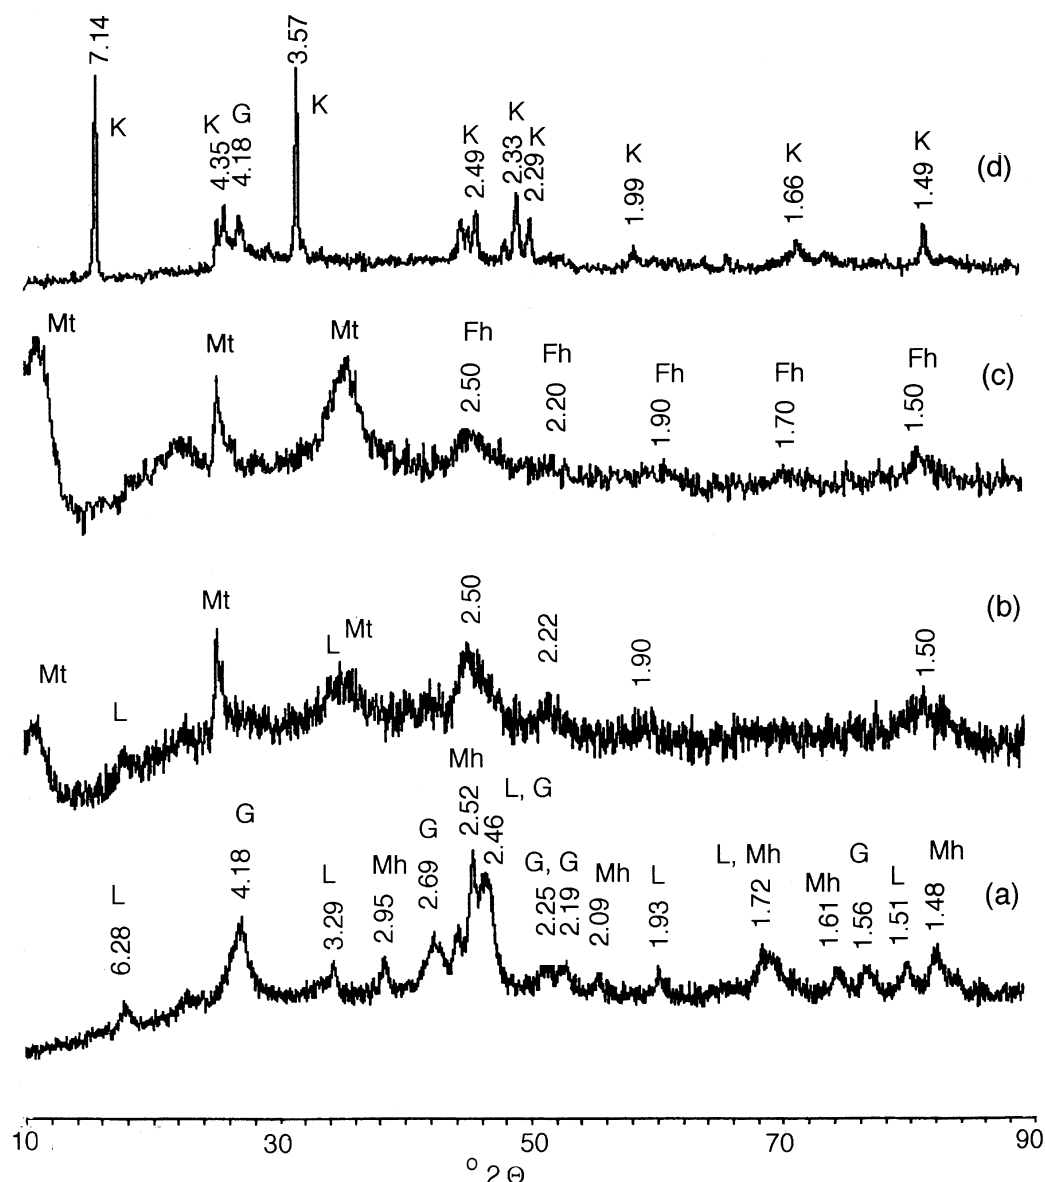 7.14
3.57
K
K
4.35
G
4.18
K
K
2.49
K
2.33
K
2.29
K
1.99
K
1.66
K
1.49
(d)
Mt
Mt
Mt
Fh
2.50
Fh
2.20
Fh
1.90
Fh
1.70
Fh
1.50
(c)
Mt
L
Mt
L
Mt
2.50
2.22
1.90
1.50
(b)
L
6.28
G
4.18
L
3.29
Mh
2.95
G
2.69
Mh
2.52
L, G
2.46
G, G
2.25
2.19
Mh
2.09
L
1.93
L, Mh
1.72
Mh
1.61
G
1.56
L
1.51
Mh
1.48
(a)
10 30 50 70 90
° 2 Θ